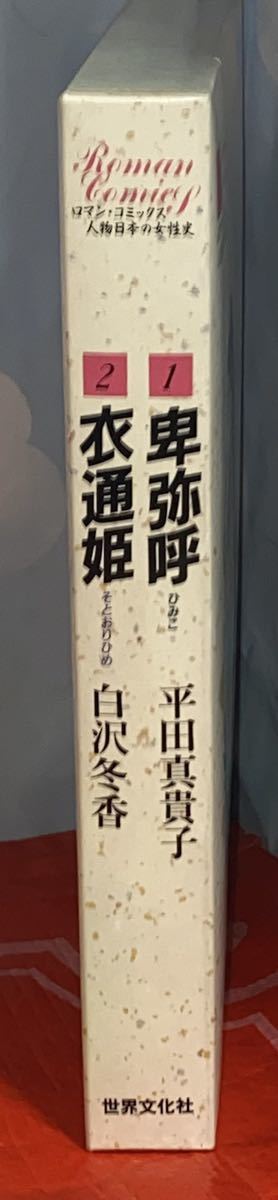 Roman
Comics
ロマン・コミックス
人物日本の女性史
1
卑弥呼
ひみこ
平田真貴子
2
衣通姫
そとおりひめ
白沢冬香
世界文化社